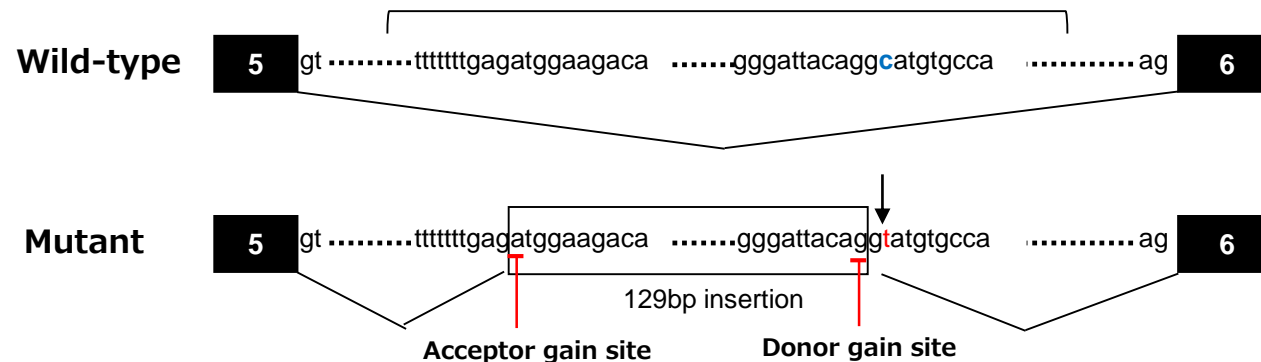 Wild-type 5 gt ········· tttttttgagatggaagaca ······· gggattacaggcatgtgcca ·········· ag 6
Mutant 5 gt ········· tttttttgagatggaagaca ······· gggattacaggtatgtgcca ·········· ag 6
129bp insertion
Acceptor gain site Donor gain site